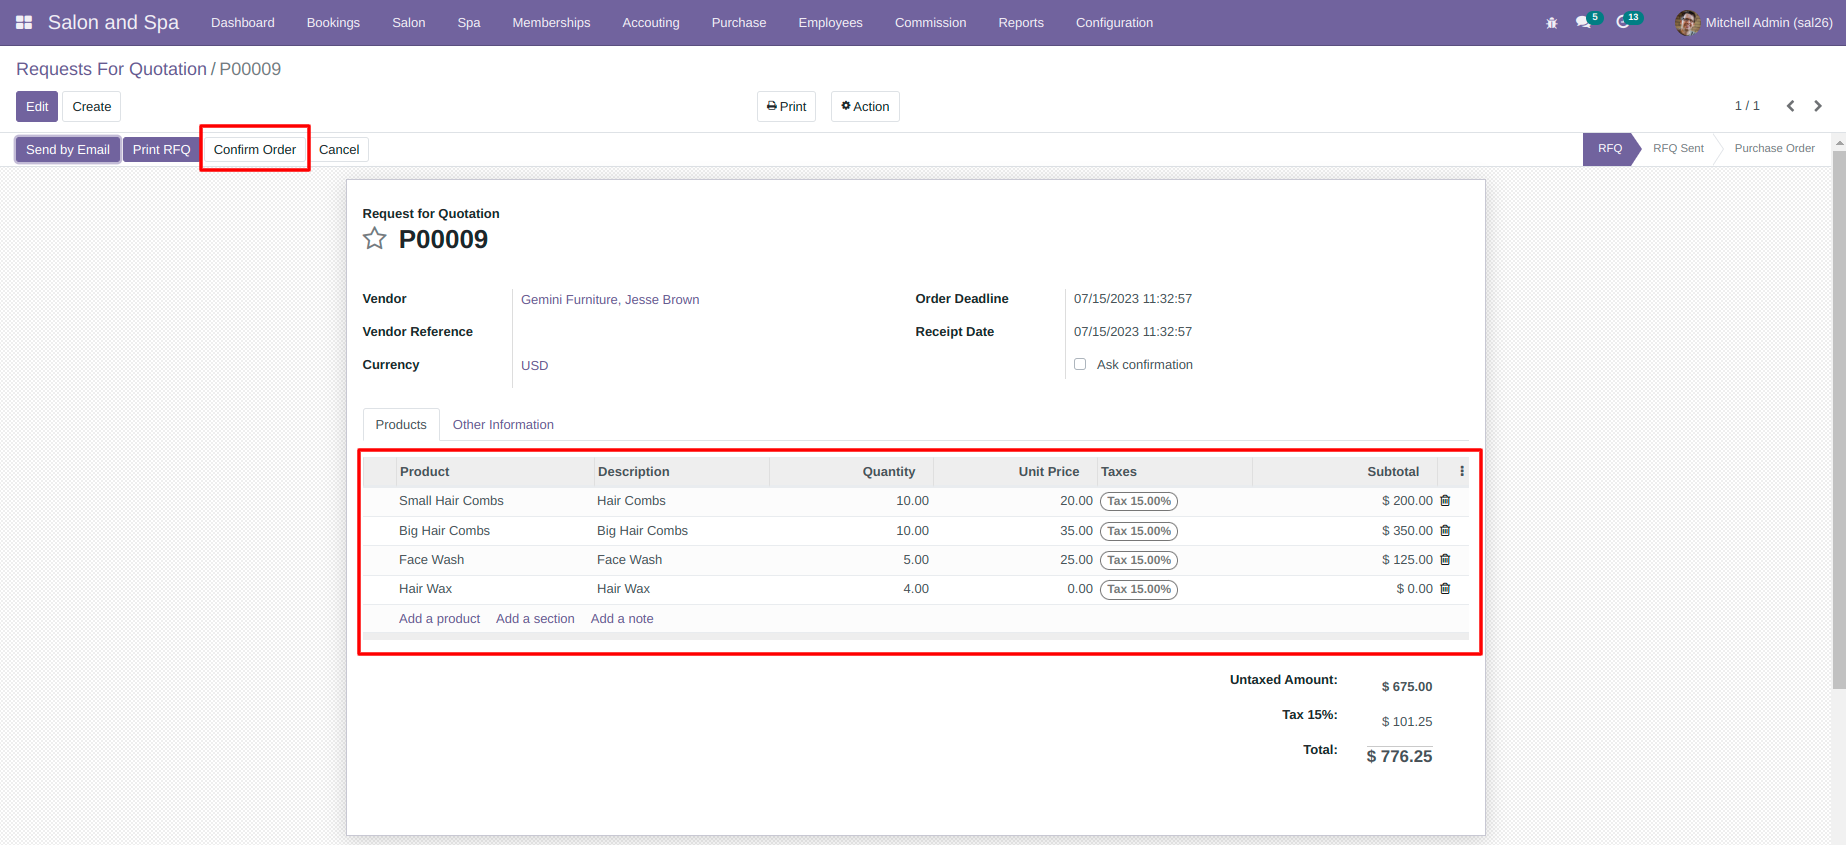 Salon and Spa Dashboard Bookings Salon Spa Memberships Accouting Purchase Employees Commission Reports Configuration 5 13 Mitchell Admin (sal26)
Requests For Quotation / P00009
Edit Create Print Action 1 / 1
Send by Email Print RFQ Confirm Order Cancel RFQ RFQ Sent Purchase Order
Request for Quotation
P00009
Vendor Gemini Furniture, Jesse Brown Order Deadline 07/15/2023 11:32:57
Vendor Reference Receipt Date 07/15/2023 11:32:57
Currency USD Ask confirmation
Products Other Information
Product Description Quantity Unit Price Taxes Subtotal
Small Hair Combs Hair Combs 10.00 20.00 Tax 15.00% $ 200.00
Big Hair Combs Big Hair Combs 10.00 35.00 Tax 15.00% $ 350.00
Face Wash Face Wash 5.00 25.00 Tax 15.00% $ 125.00
Hair Wax Hair Wax 4.00 0.00 Tax 15.00% $ 0.00
Add a product Add a section Add a note
Untaxed Amount: $ 675.00
Tax 15%: $ 101.25
Total: $ 776.25